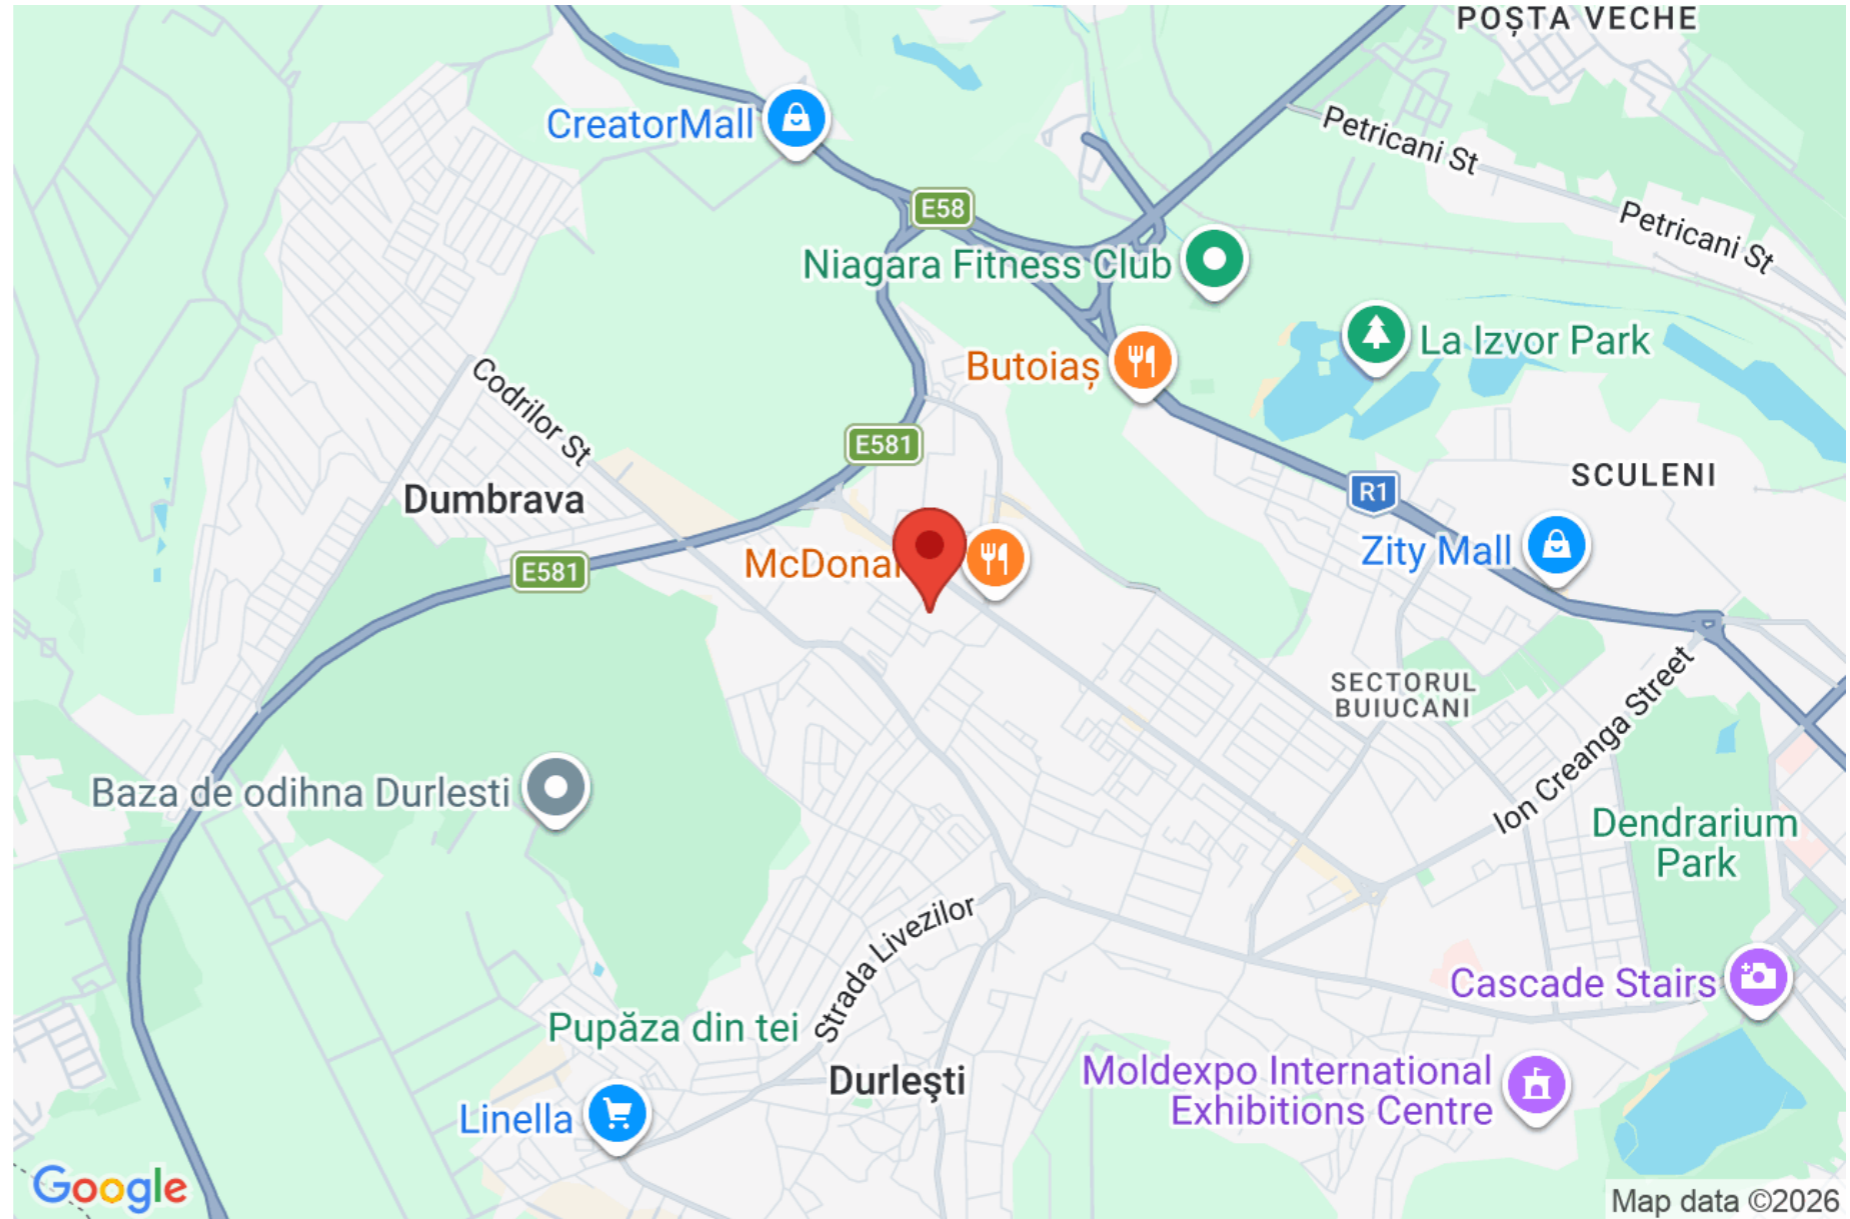 POȘTA VECHE
CreatorMall
Petricani St
E58
Petricani St
Niagara Fitness Club
La Izvor Park
Butoiaș
Codrilor St
E581
SCULENI
R1
Dumbrava
Zity Mall
McDonal
E581
SECTORUL
BUIUCANI
Ion Creanga Street
Baza de odihna Durlesti
Dendrarium
Park
Strada Livezilor
Cascade Stairs
Pupăza din tei
Durleşti
Moldexpo International
Exhibitions Centre
Linella
Google
Map data ©2026